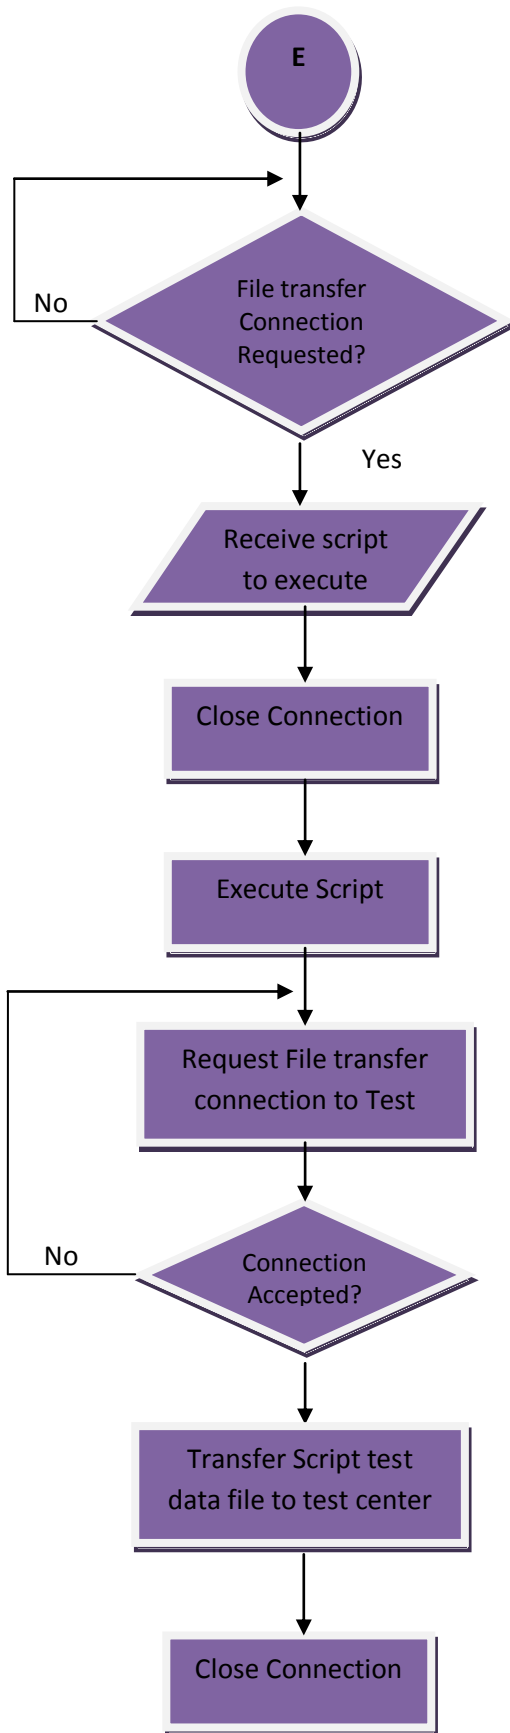 E
File transfer
Connection
Requested?
No
Yes
Receive script
to execute
Close Connection
Execute Script
Request File transfer
connection to Test
Connection
Accepted?
No
Transfer Script test
data file to test center
Close Connection